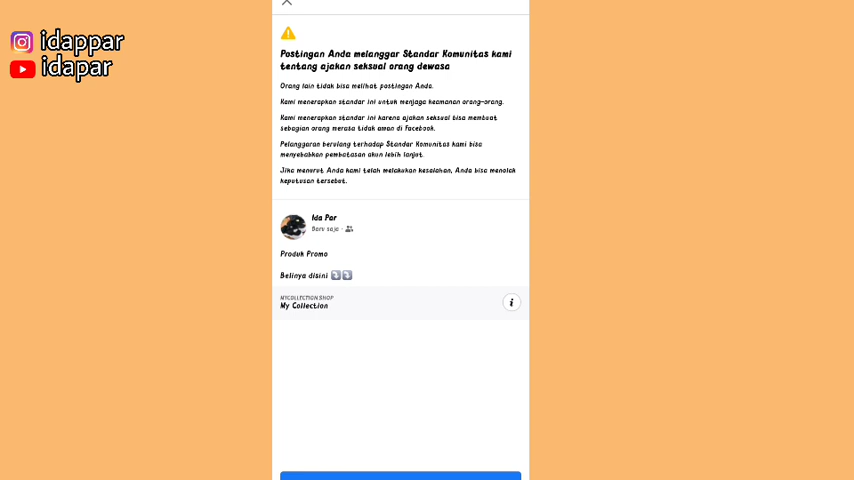 idappar
idapar
Postingan Anda melanggar Standar Komunitas kami
tentang ajakan seksual orang dewasa
Orang lain tidak bisa melihat postingan Anda.
Kami menerapkan standar ini untuk menjaga keamanan orang-orang.
Kami menerapkan standar ini karena ajakan seksual bisa membuat
sebagian orang merasa tidak aman di Facebook.
Pelanggaran berulang terhadap Standar Komunitas kami bisa
menyebabkan pembatasan akun lebih lanjut.
Jika menurut Anda kami telah melakukan kesalahan, Anda bisa menolak
keputusan tersebut.
Ida Par
Baru saja ·
Produk Promo
Belinya disini ⤵️⤵️
MYCOLLECTION.SHOP
My Collection